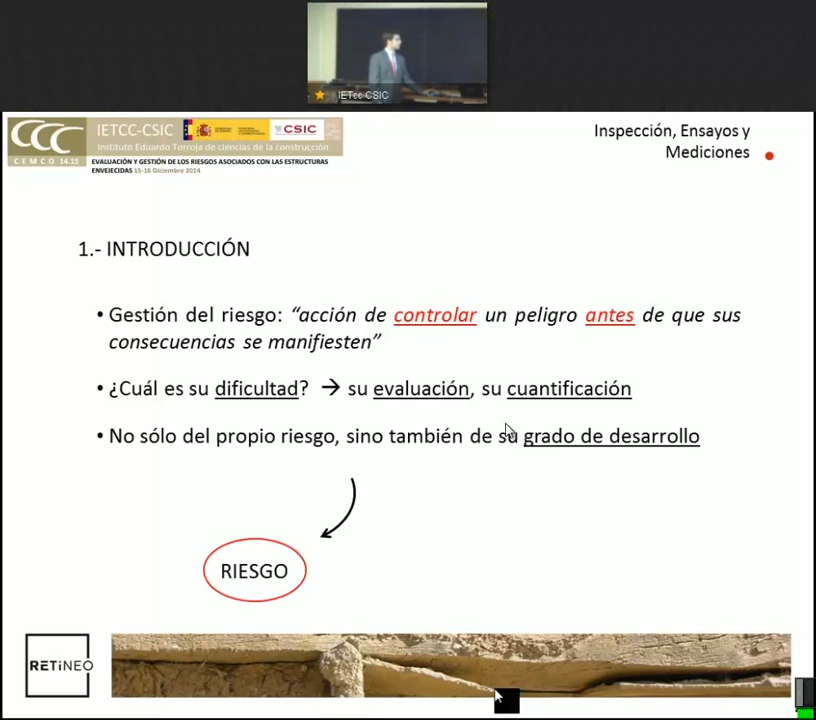 IETcc-CSIC
CCC
CEMCO 14.15
IETCC-CSIC
CSIC
Instituto Eduardo Torroja de ciencias de la construcción
EVALUACIÓN Y GESTIÓN DE LOS RIESGOS ASOCIADOS CON LAS ESTRUCTURAS
ENVEJECIDAS 15-16 Diciembre 2014
Inspección, Ensayos y
Mediciones
1.- INTRODUCCIÓN
• Gestión del riesgo: “acción de controlar un peligro antes de que sus
consecuencias se manifiesten”
• ¿Cuál es su dificultad? → su evaluación, su cuantificación
• No sólo del propio riesgo, sino también de su grado de desarrollo
RIESGO
RETINEO